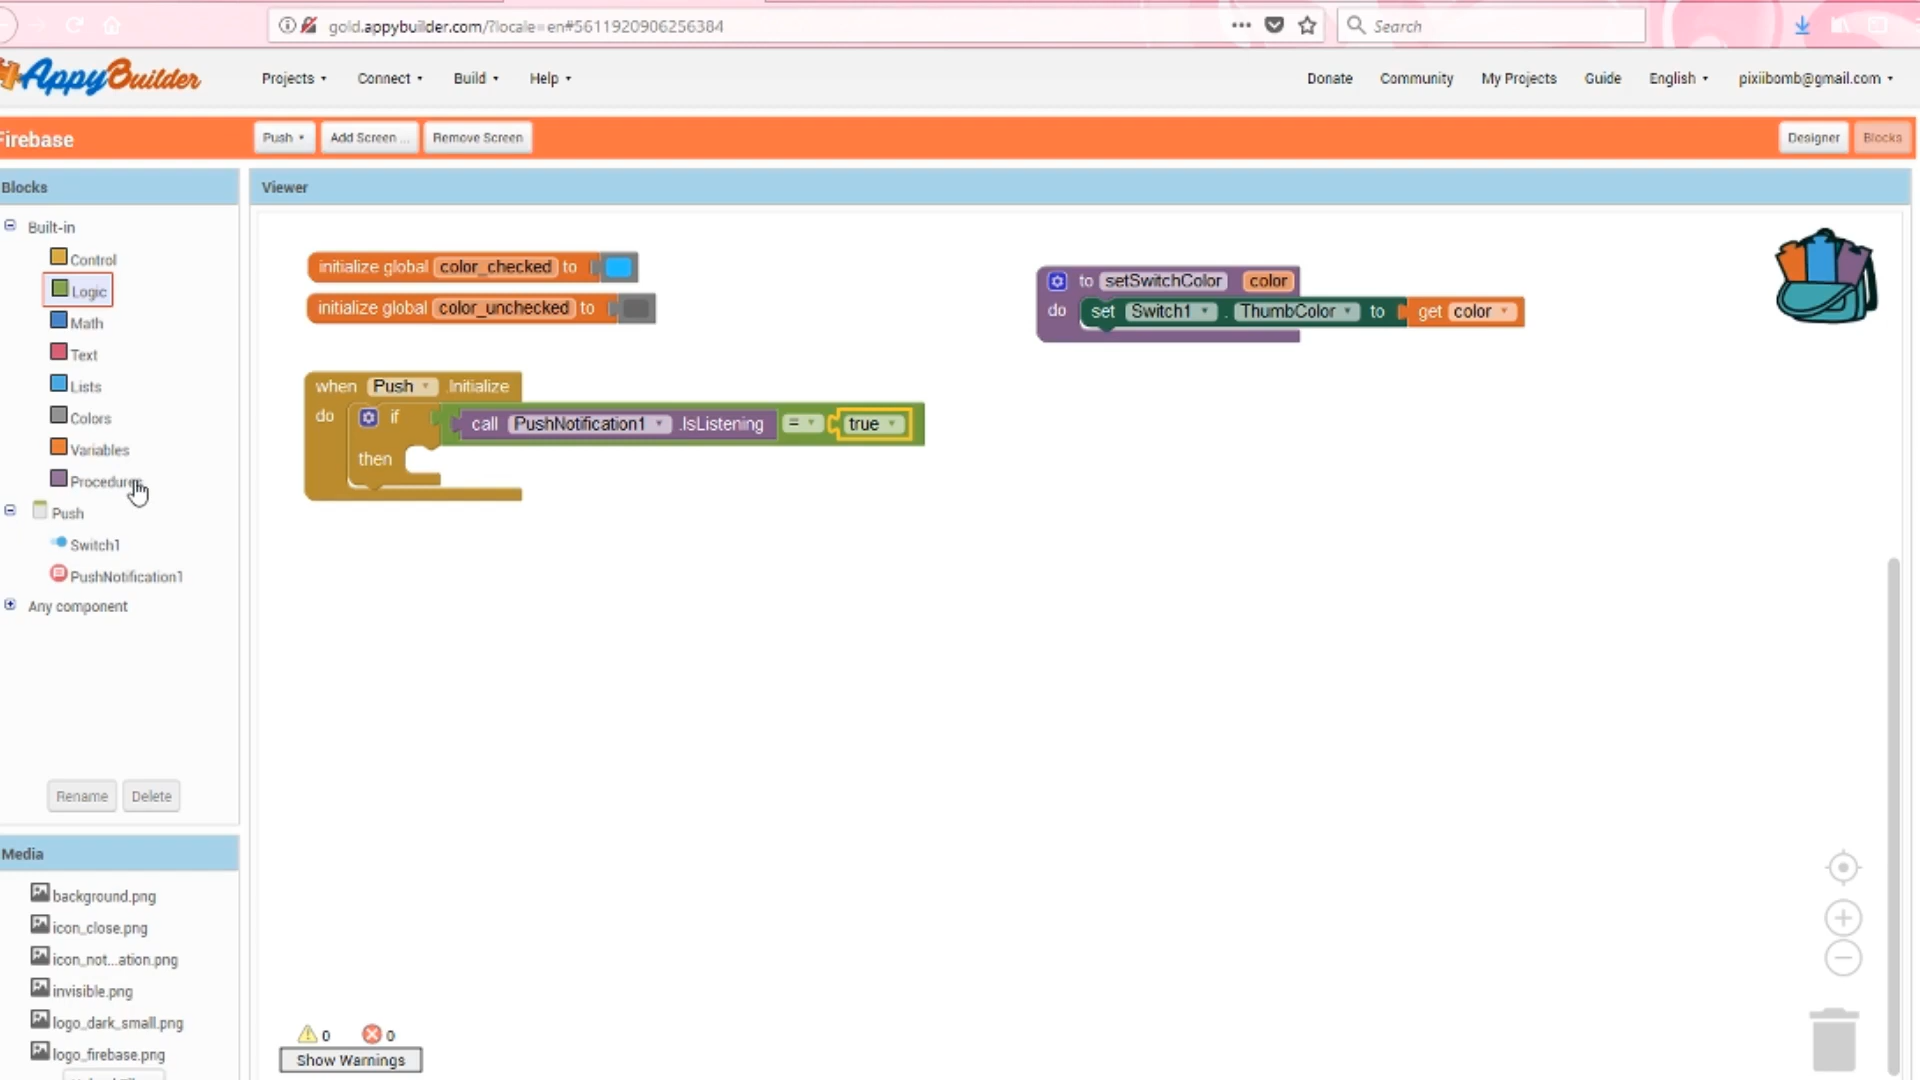 gold.appybuilder.com/?locale=en#5611920906256384
Search
AppyBuilder
Projects
Connect
Build
Help
Donate
Community
My Projects
Guide
English
pixiibomb@gmail.com
Firebase
Push
Add Screen ...
Remove Screen
Designer
Blocks
Blocks
Viewer
Built-in
Control
Logic
Math
Text
Lists
Colors
Variables
Procedures
Push
Switch1
PushNotification1
Any component
Rename
Delete
Media
background.png
icon_close.png
icon_not...ation.png
invisible.png
logo_dark_small.png
logo_firebase.png
initialize global color_checked to
initialize global color_unchecked to
to setSwitchColor color
do set Switch1 . ThumbColor to get color
when Push .Initialize
do if call PushNotification1 .IsListening = true
then
0 0
Show Warnings